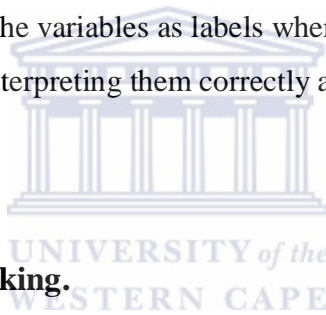 he variables as labels wher
terpreting them correctly a
UNIVERSITY of the
king.
WESTERN CAPE